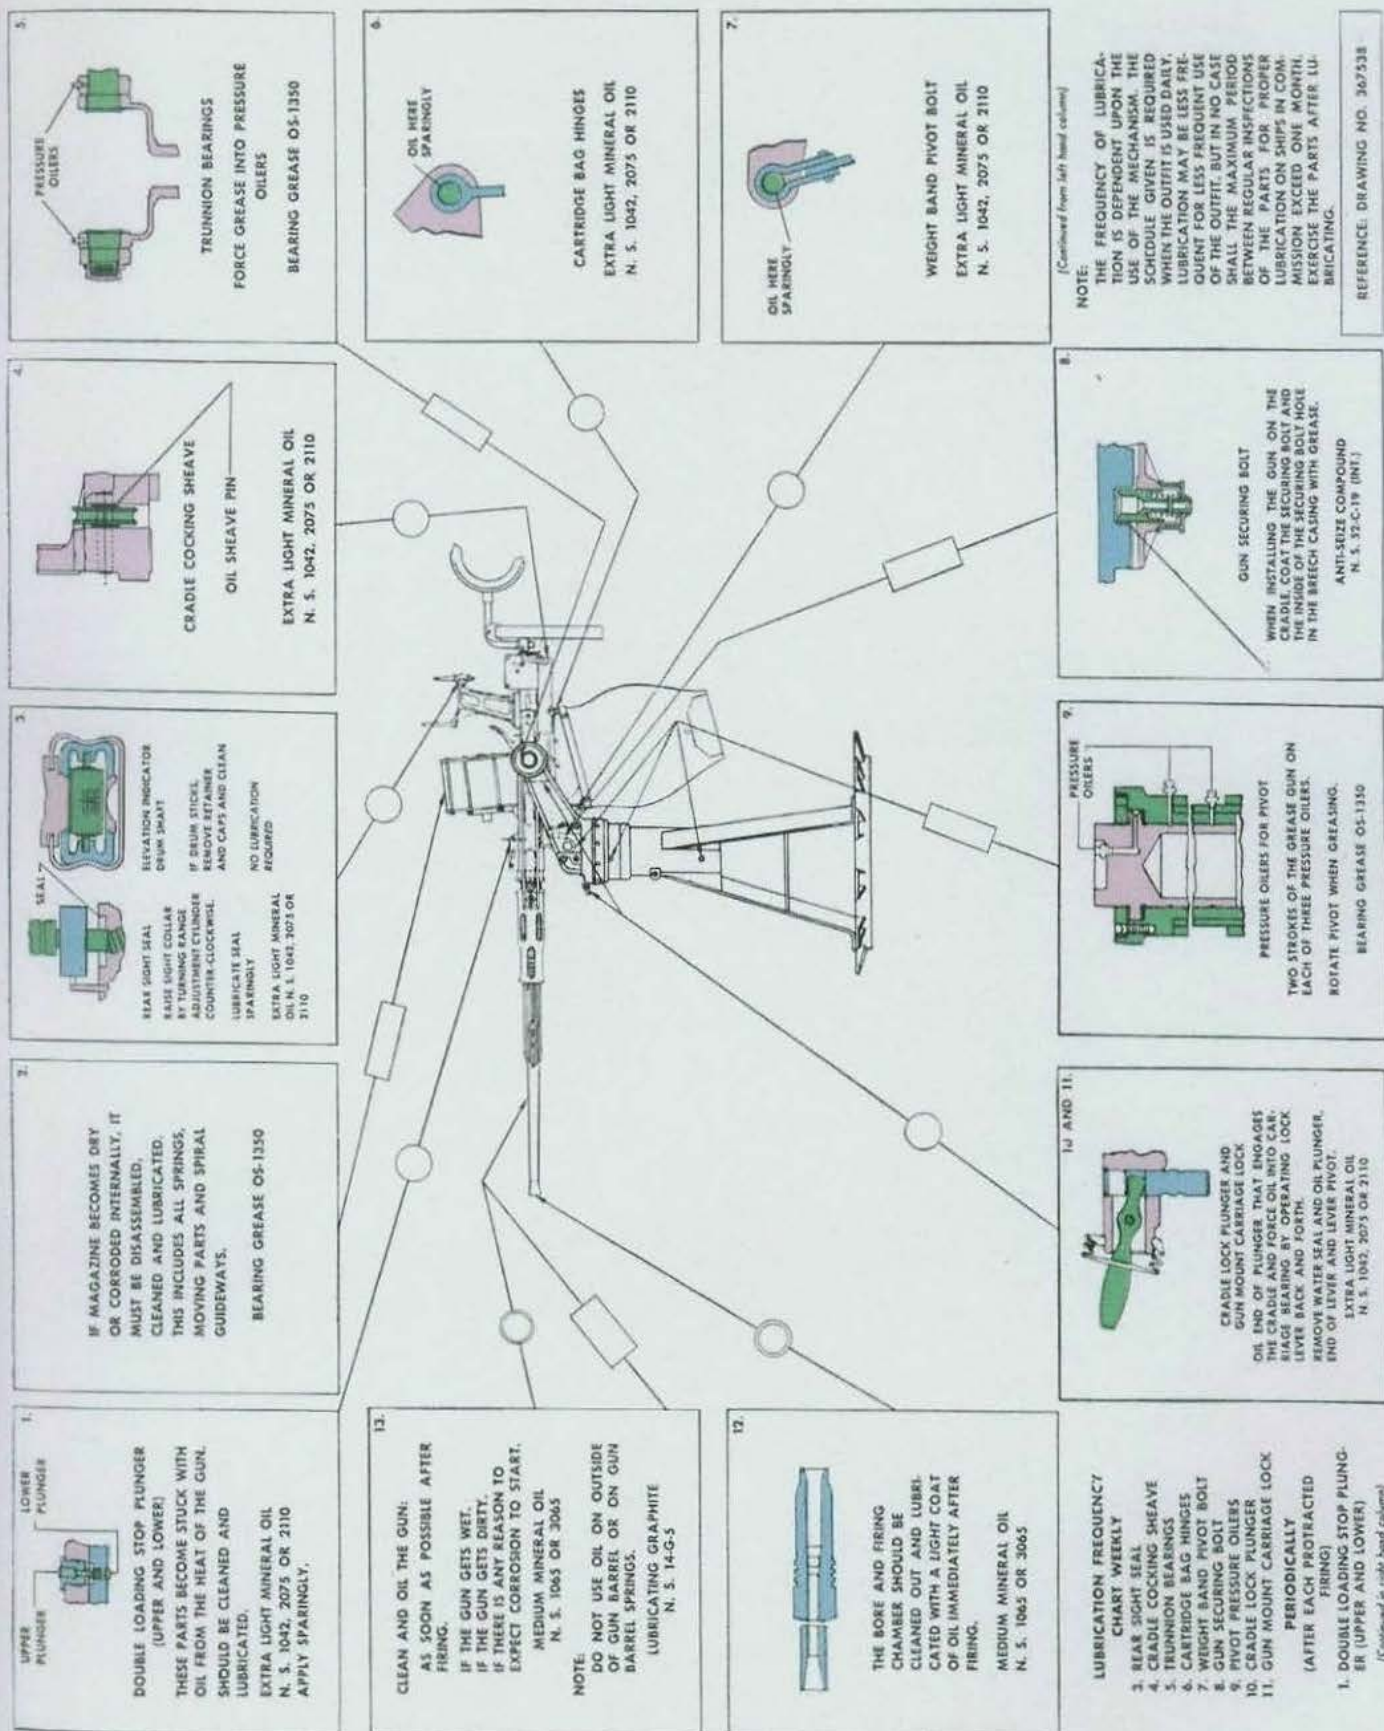 1.
UPPER
PLUNGER
LOWER
PLUNGER
DOUBLE LOADING STOP PLUNGER
(UPPER AND LOWER)
THESE PARTS BECOME STUCK WITH
OIL FROM THE HEAT OF THE GUN.
SHOULD BE CLEANED AND
LUBRICATED.
EXTRA LIGHT MINERAL OIL
N. S. 1042, 2075 OR 2110
APPLY SPARINGLY.
2.
IF MAGAZINE BECOMES DRY
OR CORRODED INTERNALLY, IT
MUST BE DISASSEMBLED,
CLEANED AND LUBRICATED.
THIS INCLUDES ALL SPRINGS,
MOVING PARTS AND SPIRAL
GUIDEWAYS.
BEARING GREASE OS-1350
3.
SEAL
REAR SIGHT SEAL
RAISE SIGHT COLLAR
BY TURNING RANGE
ADJUSTMENT CYLINDER
COUNTER-CLOCKWISE.
LUBRICATE SEAL
SPARINGLY
EXTRA LIGHT MINERAL
OIL N. S. 1042, 2075 OR
2110
ELEVATION INDICATOR
DRUM SHAFT
IF DRUM STICKS,
REMOVE RETAINER
AND CAPS AND CLEAN
NO LUBRICATION
REQUIRED
4.
CRADLE COCKING SHEAVE
OIL SHEAVE PIN
EXTRA LIGHT MINERAL OIL
N. S. 1042, 2075 OR 2110
5.
PRESSURE
OILERS
TRUNNION BEARINGS
FORCE GREASE INTO PRESSURE
OILERS
BEARING GREASE OS-1350
13.
CLEAN AND OIL THE GUN:
AS SOON AS POSSIBLE AFTER
FIRING.
IF THE GUN GETS WET.
IF THE GUN GETS DIRTY.
IF THERE IS ANY REASON TO
EXPECT CORROSION TO START.
MEDIUM MINERAL OIL
N. S. 1065 OR 3065
NOTE:
DO NOT USE OIL ON OUTSIDE
OF GUN BARREL OR ON GUN
BARREL SPRINGS.
LUBRICATING GRAPHITE
N. S. 14-G-5
6.
OIL HERE
SPARINGLY
CARTRIDGE BAG HINGES
EXTRA LIGHT MINERAL OIL
N. S. 1042, 2075 OR 2110
12.
THE BORE AND FIRING
CHAMBER SHOULD BE
CLEANED OUT AND LUBRI-
CATED WITH A LIGHT COAT
OF OIL IMMEDIATELY AFTER
FIRING.
MEDIUM MINERAL OIL
N. S. 1065 OR 3065
7.
OIL HERE
SPARINGLY
WEIGHT BAND PIVOT BOLT
EXTRA LIGHT MINERAL OIL
N. S. 1042, 2075 OR 2110
LUBRICATION FREQUENCY
CHART WEEKLY
3. REAR SIGHT SEAL
4. CRADLE COCKING SHEAVE
5. TRUNNION BEARINGS
6. CARTRIDGE BAG HINGES
7. WEIGHT BAND PIVOT BOLT
8. GUN SECURING BOLT
9. PIVOT PRESSURE OILERS
10. CRADLE LOCK PLUNGER
11. GUN MOUNT CARRIAGE LOCK
PERIODICALLY
(AFTER EACH PROTRACTED
FIRING)
1. DOUBLE LOADING STOP PLUNG-
ER (UPPER AND LOWER)
(Continued in right hand column)
10 AND 11.
CRADLE LOCK PLUNGER AND
GUN MOUNT CARRIAGE LOCK
OIL END OF PLUNGER THAT ENGAGES
THE CRADLE AND FORCE OIL INTO CAR-
RIAGE BEARING BY OPERATING LOCK
LEVER BACK AND FORTH.
REMOVE WATER SEAL AND OIL PLUNGER,
END OF LEVER AND LEVER PIVOT.
EXTRA LIGHT MINERAL OIL
N. S. 1042, 2075 OR 2110
9.
PRESSURE
OILERS
PRESSURE OILERS FOR PIVOT
TWO STROKES OF THE GREASE GUN ON
EACH OF THREE PRESSURE OILERS.
ROTATE PIVOT WHEN GREASING.
BEARING GREASE OS-1350
8.
GUN SECURING BOLT
WHEN INSTALLING THE GUN ON THE
CRADLE, COAT THE SECURING BOLT AND
THE INSIDE OF THE SECURING BOLT HOLE
IN THE BREECH CASING WITH GREASE.
ANTI-SEIZE COMPOUND
N. S. 52-C-19 (INT.)
(Continued from left hand column)
NOTE:
THE FREQUENCY OF LUBRICA-
TION IS DEPENDENT UPON THE
USE OF THE MECHANISM. THE
SCHEDULE GIVEN IS REQUIRED
WHEN THE OUTFIT IS USED DAILY.
LUBRICATION MAY BE LESS FRE-
QUENT FOR LESS FREQUENT USE
OF THE OUTFIT, BUT IN NO CASE
SHALL THE MAXIMUM PERIOD
BETWEEN REGULAR INSPECTIONS
OF THE PARTS FOR PROPER
LUBRICATION ON SHIPS IN COM-
MISSION EXCEED ONE MONTH.
EXERCISE THE PARTS AFTER LU-
BRICATING.
REFERENCE: DRAWING NO. 367538